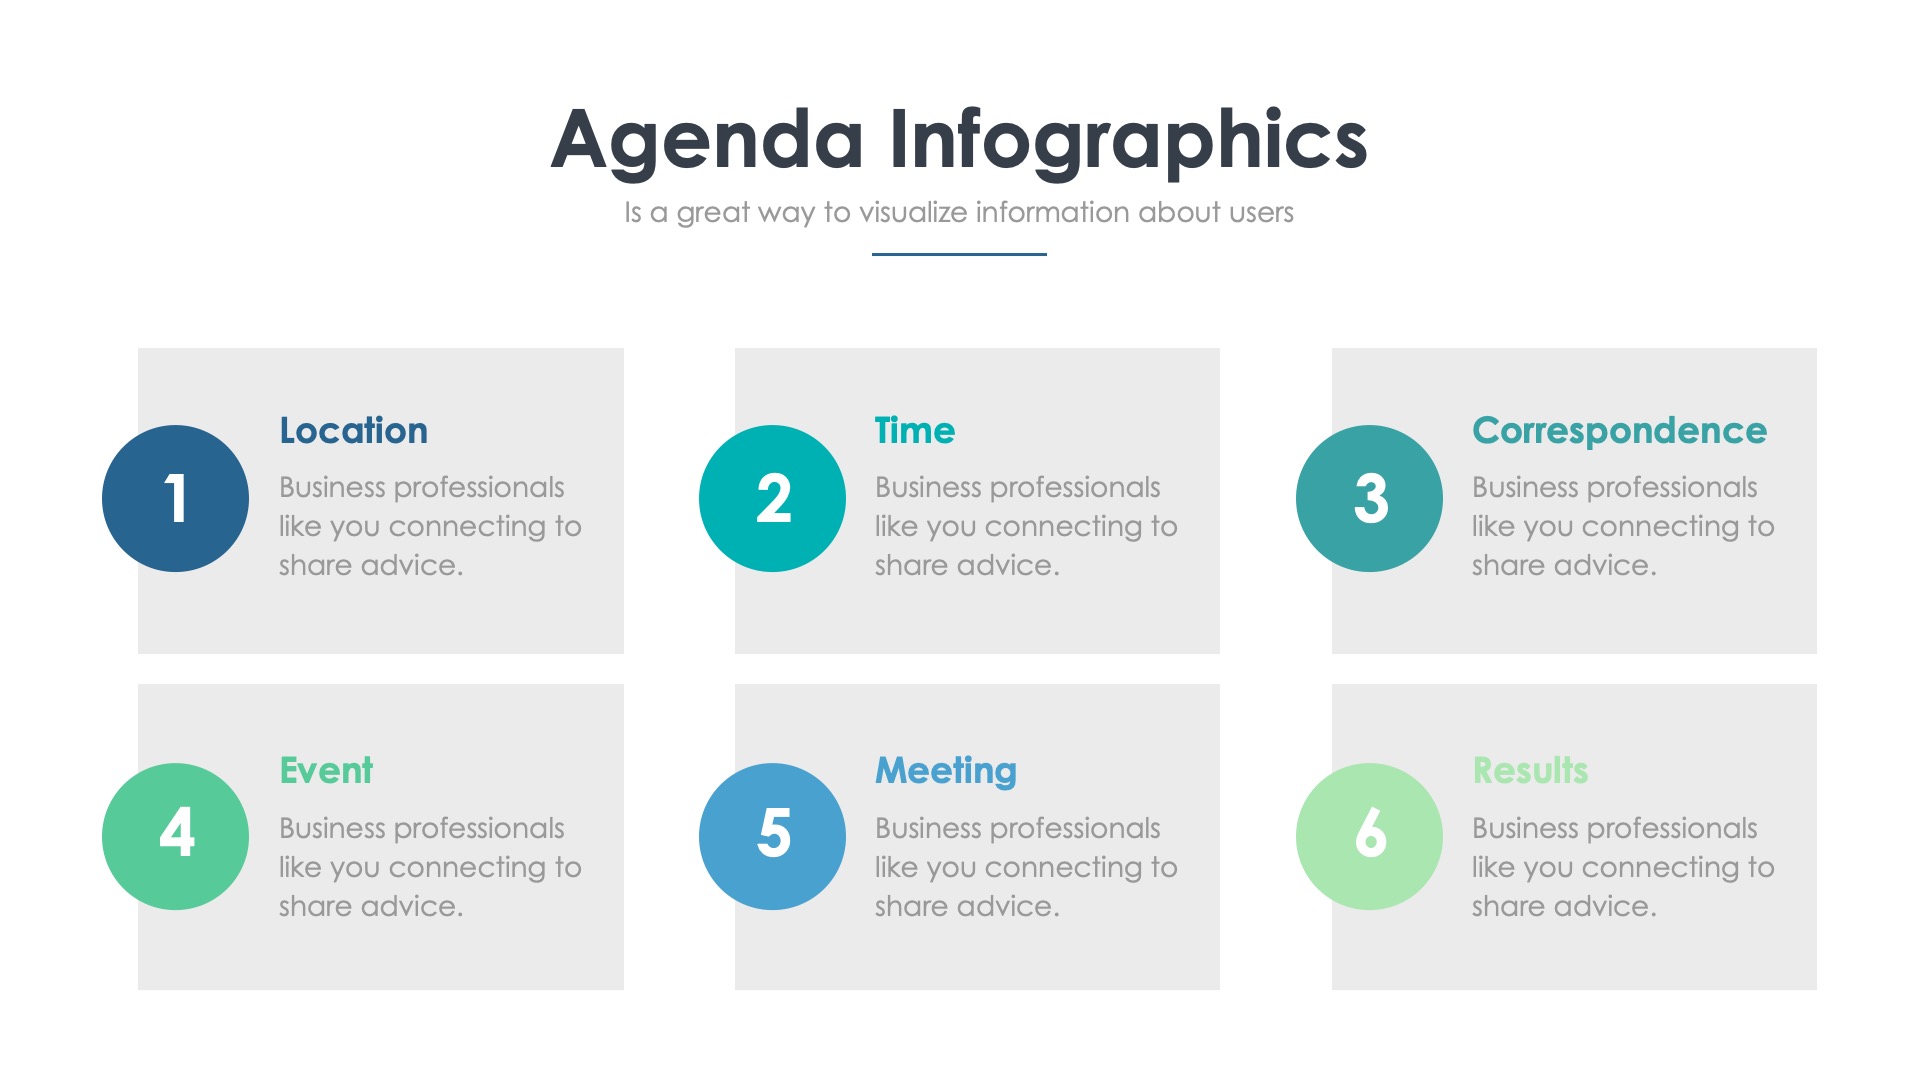 Agenda Infographics
Is a great way to visualize information about users
1
Location
Business professionals
like you connecting to
share advice.
2
Time
Business professionals
like you connecting to
share advice.
3
Correspondence
Business professionals
like you connecting to
share advice.
4
Event
Business professionals
like you connecting to
share advice.
5
Meeting
Business professionals
like you connecting to
share advice.
6
Results
Business professionals
like you connecting to
share advice.